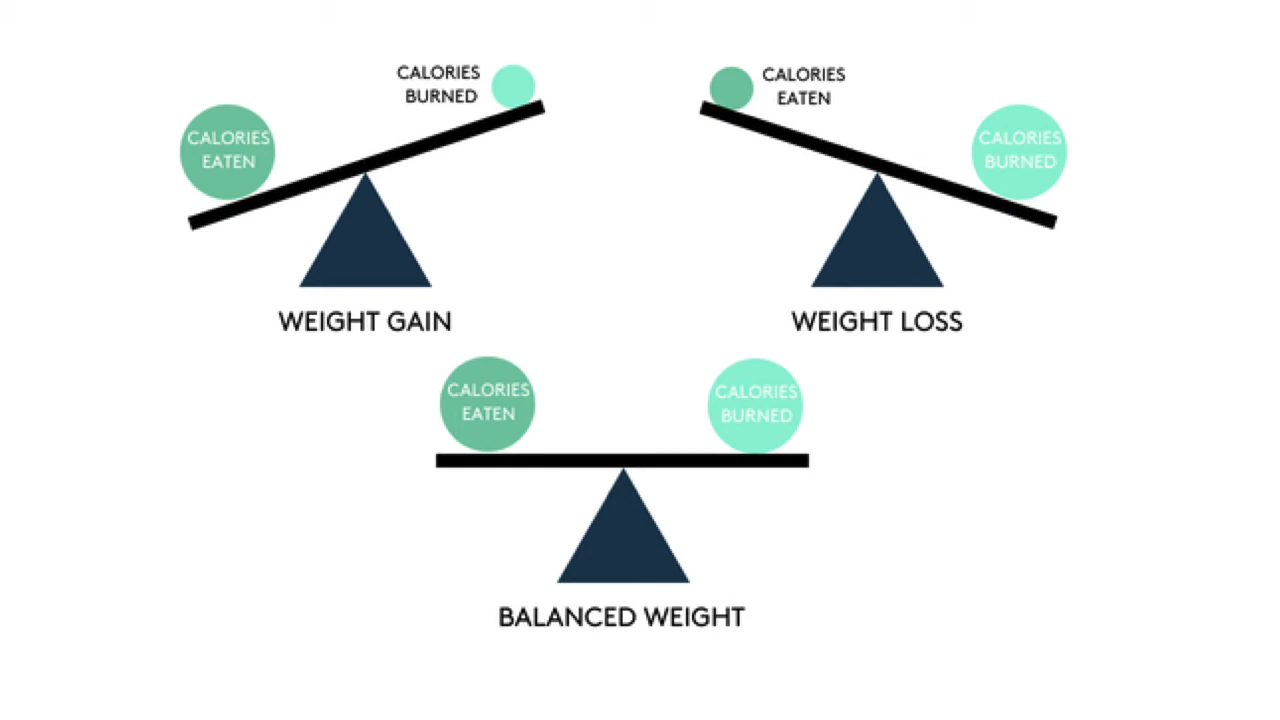 CALORIES
BURNED
CALORIES
EATEN
WEIGHT GAIN
CALORIES
EATEN
CALORIES
BURNED
WEIGHT LOSS
CALORIES
EATEN
CALORIES
BURNED
BALANCED WEIGHT